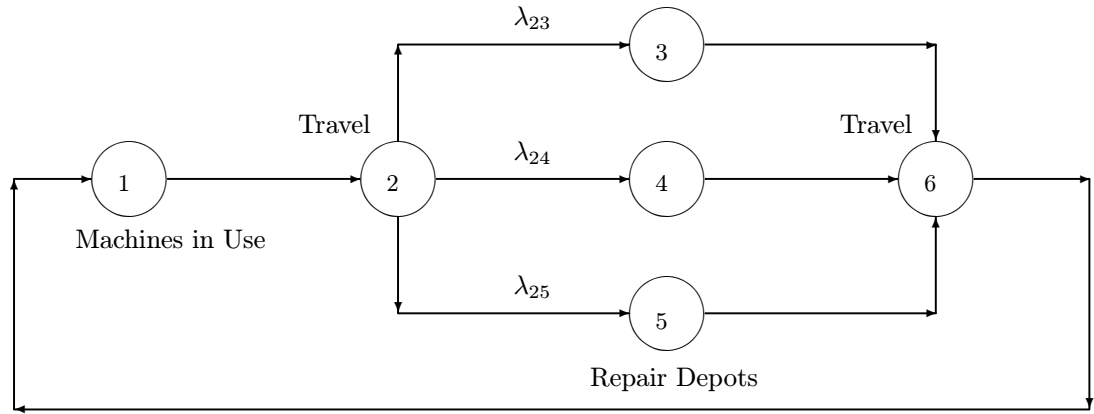 λ₂₃
3
Travel
Travel
λ₂₄
1
2
4
6
Machines in Use
λ₂₅
5
Repair Depots